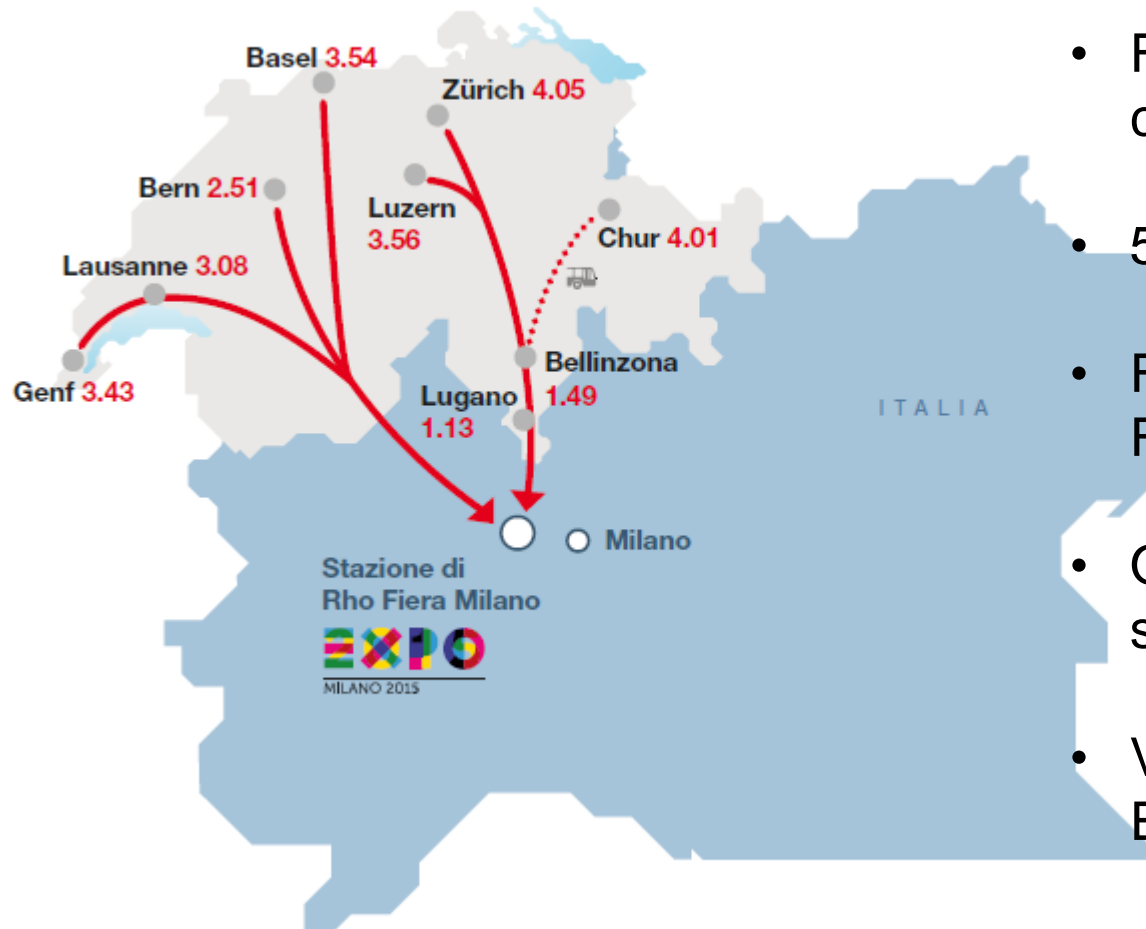 Basel 3.54
Zürich 4.05
Bern 2.51
Luzern
3.56
Chur 4.01
Lausanne 3.08
Genf 3.43
Bellinzona
1.49
Lugano
1.13
ITALIA
Milano
Stazione di
Rho Fiera Milano
EXPO
MILANO 2015